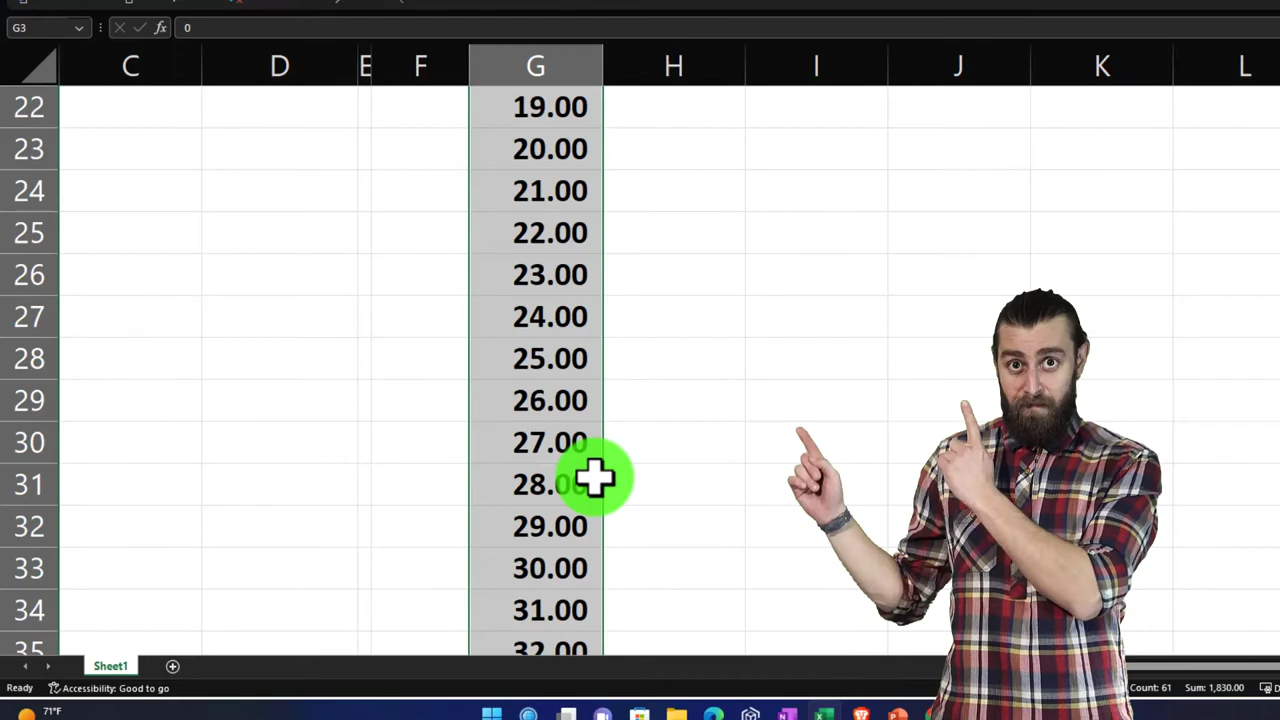 G3 fx 0
C D E F G H I J K L
22 19.00
23 20.00
24 21.00
25 22.00
26 23.00
27 24.00
28 25.00
29 26.00
30 27.00
31 28.00
32 29.00
33 30.00
34 31.00
35 32.00
Sheet1
Ready Accessibility: Good to go Count: 61 Sum: 1,830.00
71°F